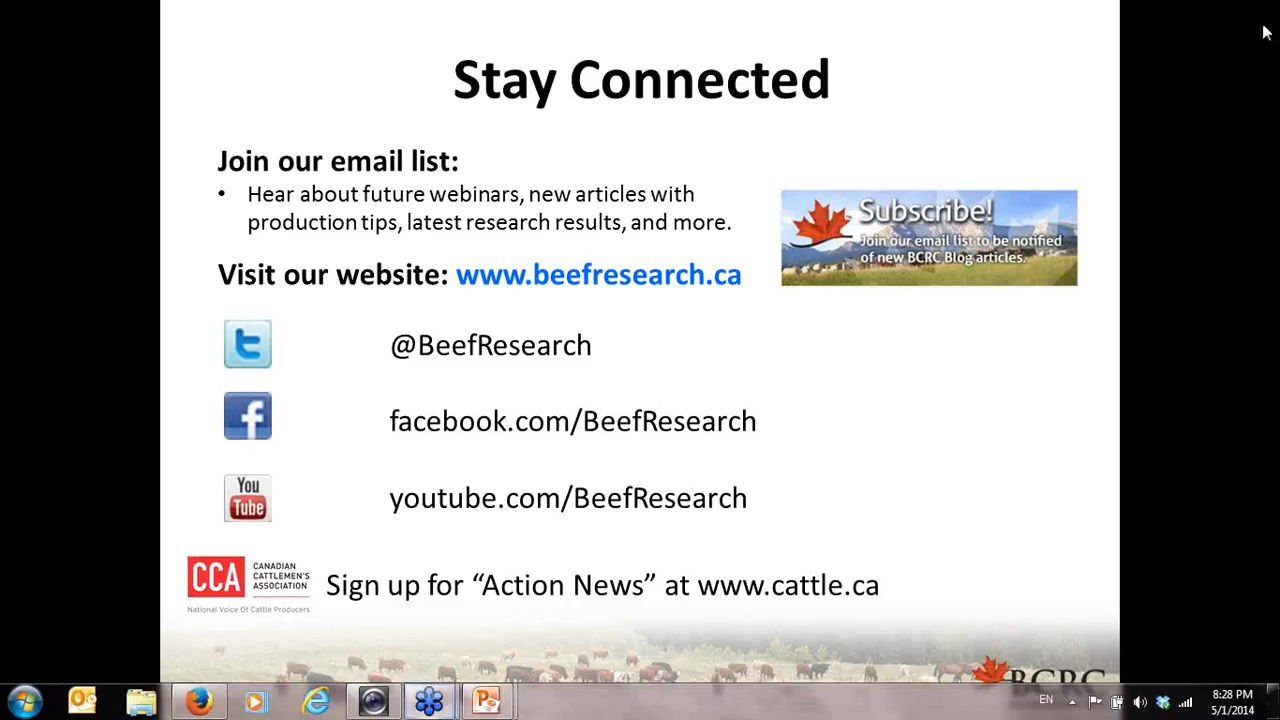 Stay Connected
Join our email list:
• Hear about future webinars, new articles with
production tips, latest research results, and more.
Subscribe!
Join our email list to be notified
of new BCRC Blog articles.
Visit our website: www.beefresearch.ca
@BeefResearch
facebook.com/BeefResearch
You
Tube
youtube.com/BeefResearch
CCA
CANADIAN
CATTLEMEN'S
ASSOCIATION
National Voice Of Cattle Producers
Sign up for “Action News” at www.cattle.ca
BCRC
EN
8:28 PM
5/1/2014